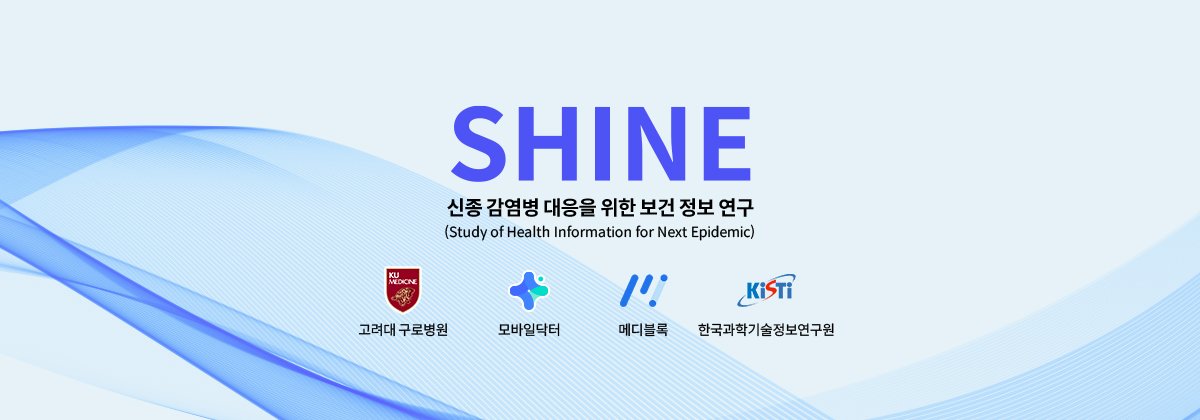 SHINE
신종 감염병 대응을 위한 보건 정보 연구
(Study of Health Information for Next Epidemic)
KU
MEDICINE
고려대 구로병원
모바일닥터
메디블록
KiSTi
한국과학기술정보연구원